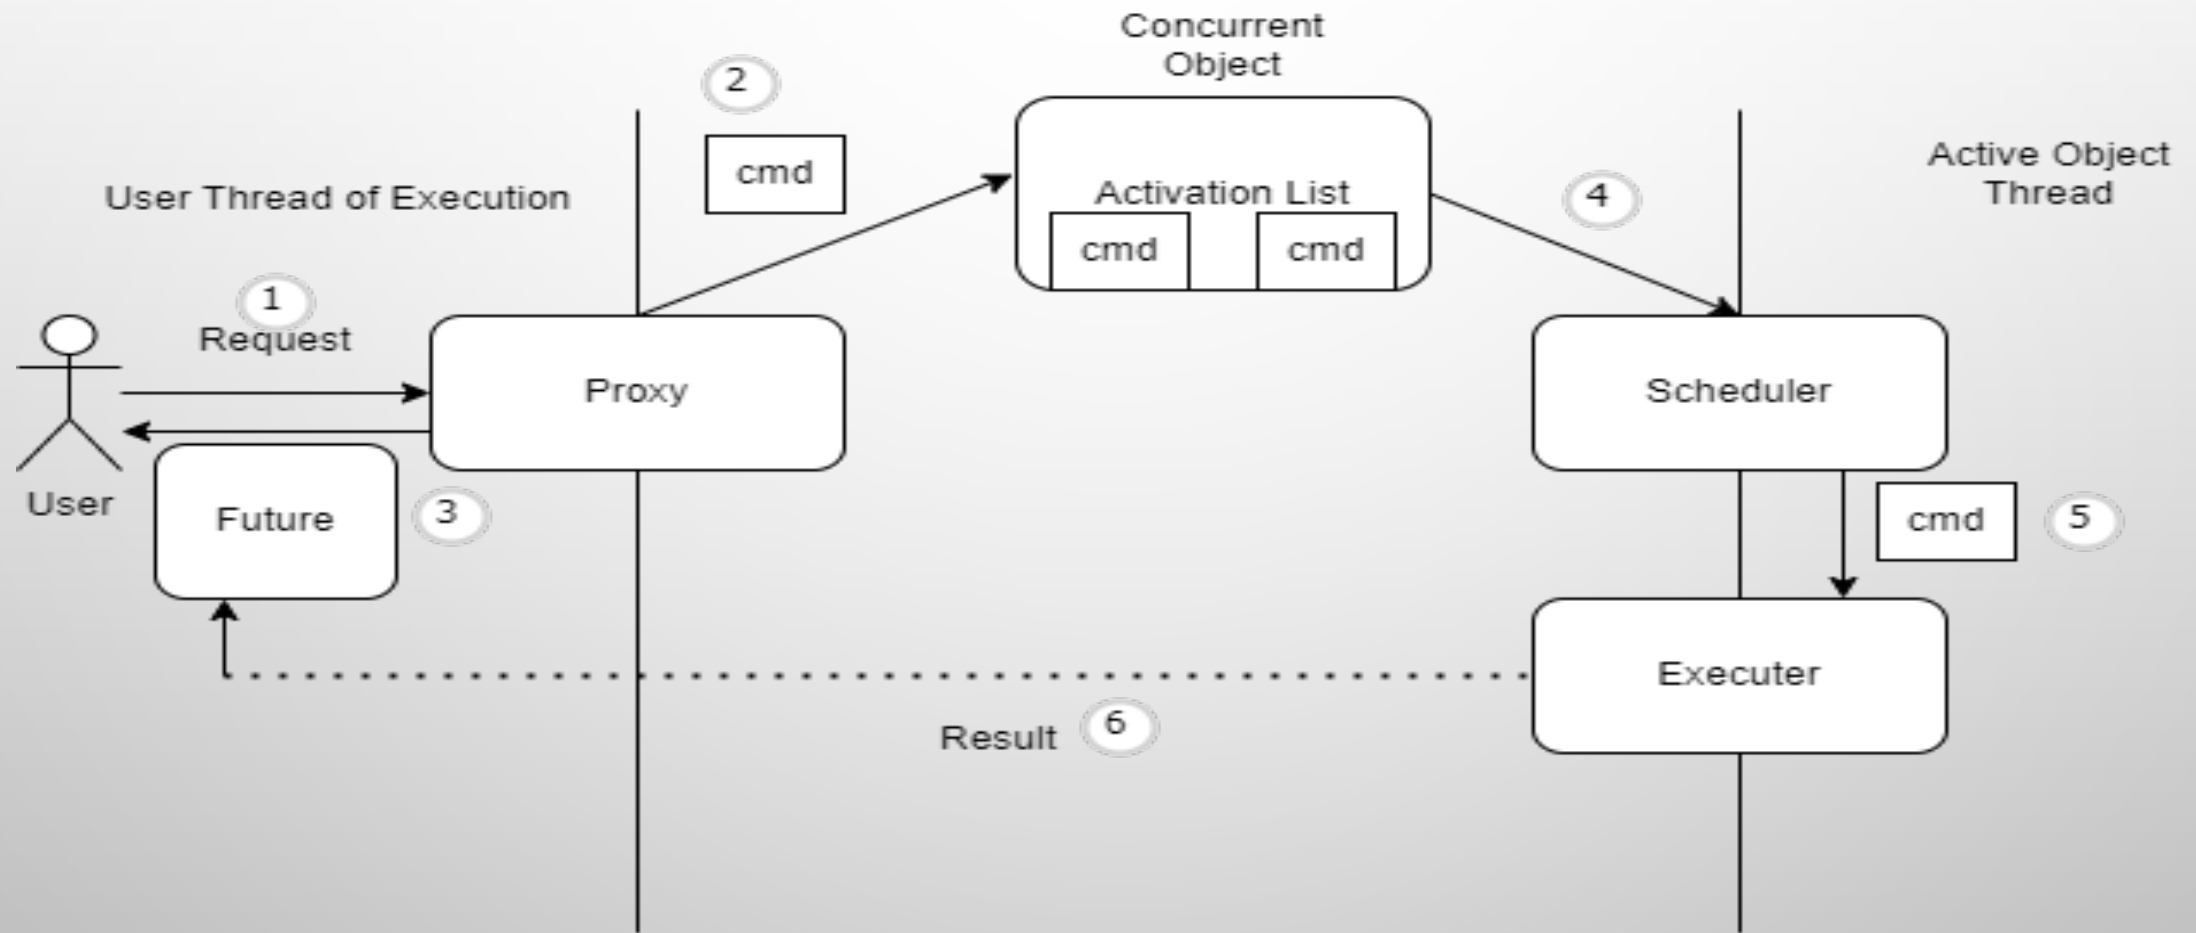 Concurrent
Object
2
cmd
Active Object
Thread
User Thread of Execution
Activation List
4
cmd
cmd
1
Request
Proxy
Scheduler
User
Future
3
cmd
5
Executer
Result
6